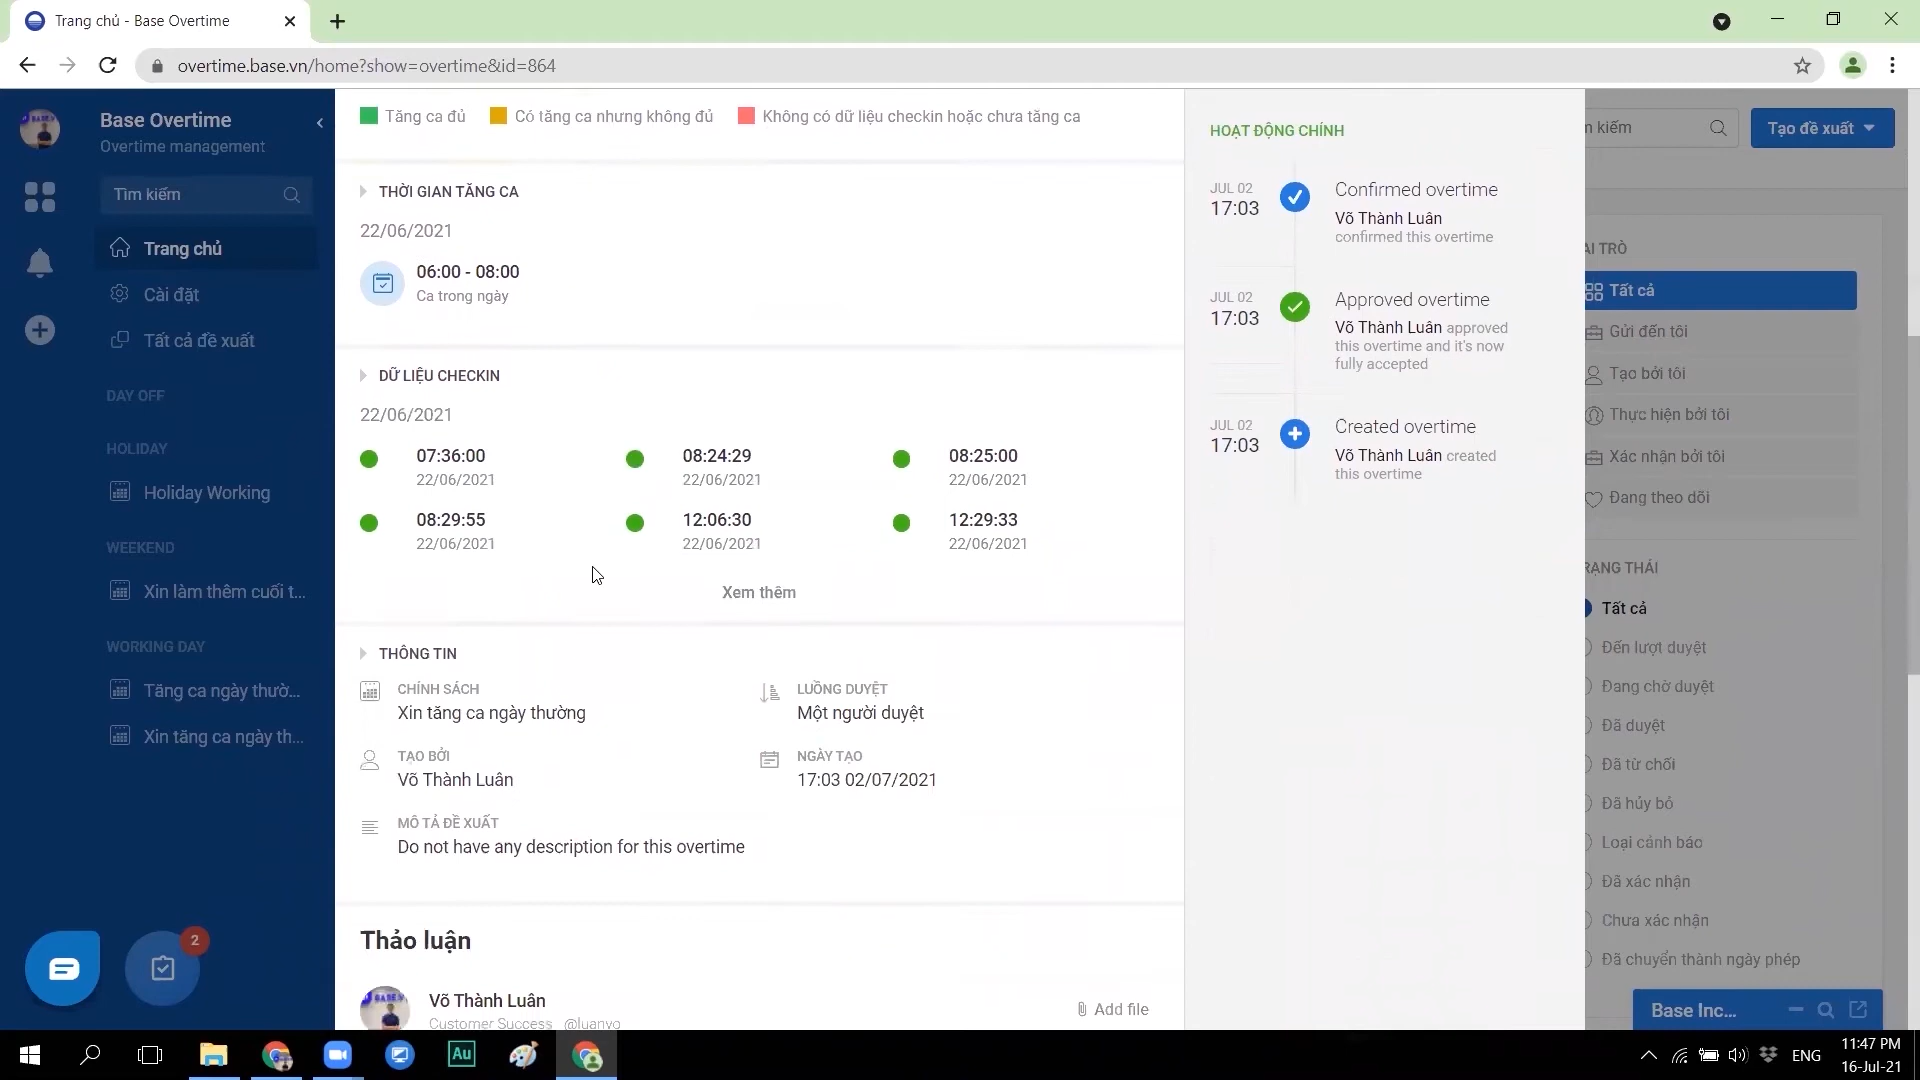 Trang chủ - Base Overtime
overtime.base.vn/home?show=overtime&id=864
Base Overtime
Overtime management
Tìm kiếm
Trang chủ
Cài đặt
Tất cả đề xuất
DAY OFF
HOLIDAY
Holiday Working
WEEKEND
Xin làm thêm cuối t...
WORKING DAY
Tăng ca ngày thườ...
Xin tăng ca ngày th...
2
Tăng ca đủ
Có tăng ca nhưng không đủ
Không có dữ liệu checkin hoặc chưa tăng ca
THỜI GIAN TĂNG CA
22/06/2021
06:00 - 08:00
Ca trong ngày
DỮ LIỆU CHECKIN
22/06/2021
07:36:00
22/06/2021
08:24:29
22/06/2021
08:25:00
22/06/2021
08:29:55
22/06/2021
12:06:30
22/06/2021
12:29:33
22/06/2021
Xem thêm
THÔNG TIN
CHÍNH SÁCH
Xin tăng ca ngày thường
LUỒNG DUYỆT
Một người duyệt
TẠO BỞI
Võ Thành Luân
NGÀY TẠO
17:03 02/07/2021
MÔ TẢ ĐỀ XUẤT
Do not have any description for this overtime
Thảo luận
Võ Thành Luân
Customer Success @luanvo
Add file
HOẠT ĐỘNG CHÍNH
JUL 02
17:03
Confirmed overtime
Võ Thành Luân
confirmed this overtime
JUL 02
17:03
Approved overtime
Võ Thành Luân approved
this overtime and it's now
fully accepted
JUL 02
17:03
Created overtime
Võ Thành Luân created
this overtime
n kiếm
Tạo đề xuất
AI TRÒ
Tất cả
Gửi đến tôi
Tạo bởi tôi
Thực hiện bởi tôi
Xác nhận bởi tôi
Đang theo dõi
RẠNG THÁI
Tất cả
Đến lượt duyệt
Đang chờ duyệt
Đã duyệt
Đã từ chối
Đã hủy bỏ
Loại cảnh báo
Đã xác nhận
Chưa xác nhận
Đã chuyển thành ngày phép
Base Inc...
Au
ENG
11:47 PM
16-Jul-21